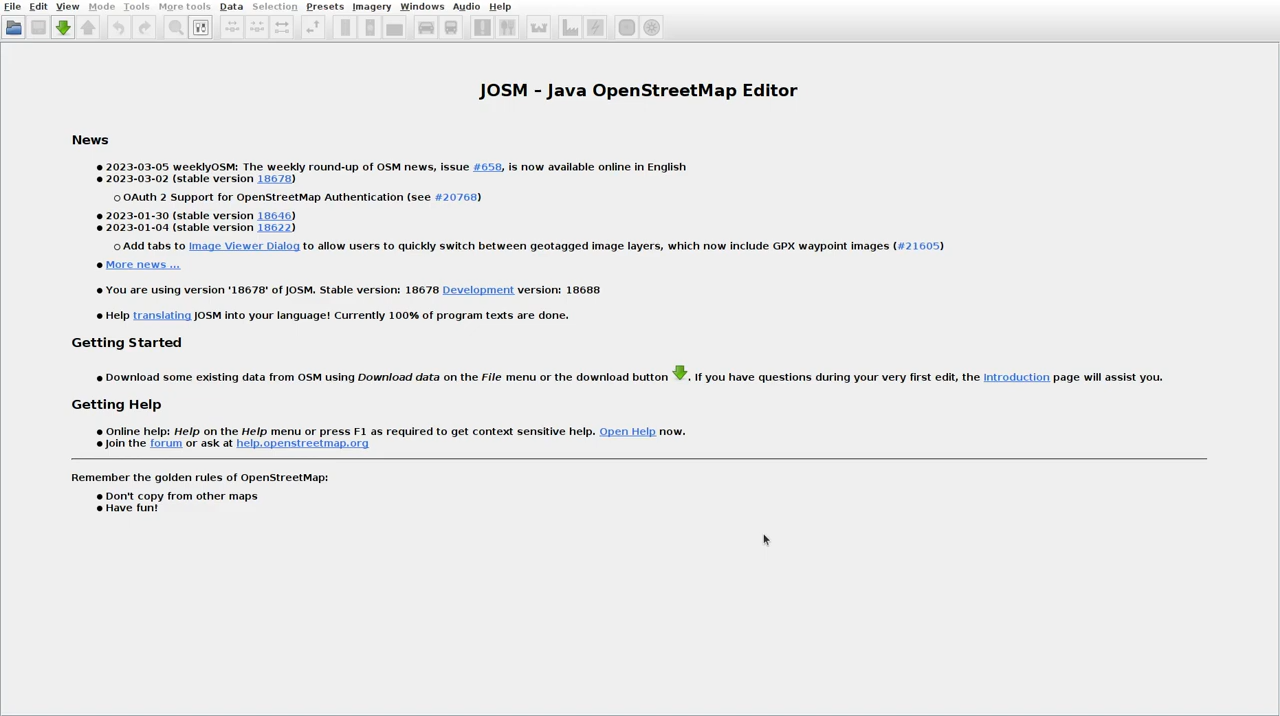 File Edit View Mode Tools More tools Data Selection Presets Imagery Windows Audio Help
JOSM – Java OpenStreetMap Editor
News
2023-03-05 weeklyOSM: The weekly round-up of OSM news, issue #658, is now available online in English
2023-03-02 (stable version 18678)
OAuth 2 Support for OpenStreetMap Authentication (see #20768)
2023-01-30 (stable version 18646)
2023-01-04 (stable version 18622)
Add tabs to Image Viewer Dialog to allow users to quickly switch between geotagged image layers, which now include GPX waypoint images (#21605)
More news ...
You are using version '18678' of JOSM. Stable version: 18678 Development version: 18688
Help translating JOSM into your language! Currently 100% of program texts are done.
Getting Started
Download some existing data from OSM using Download data on the File menu or the download button . If you have questions during your very first edit, the Introduction page will assist you.
Getting Help
Online help: Help on the Help menu or press F1 as required to get context sensitive help. Open Help now.
Join the forum or ask at help.openstreetmap.org
Remember the golden rules of OpenStreetMap:
Don't copy from other maps
Have fun!